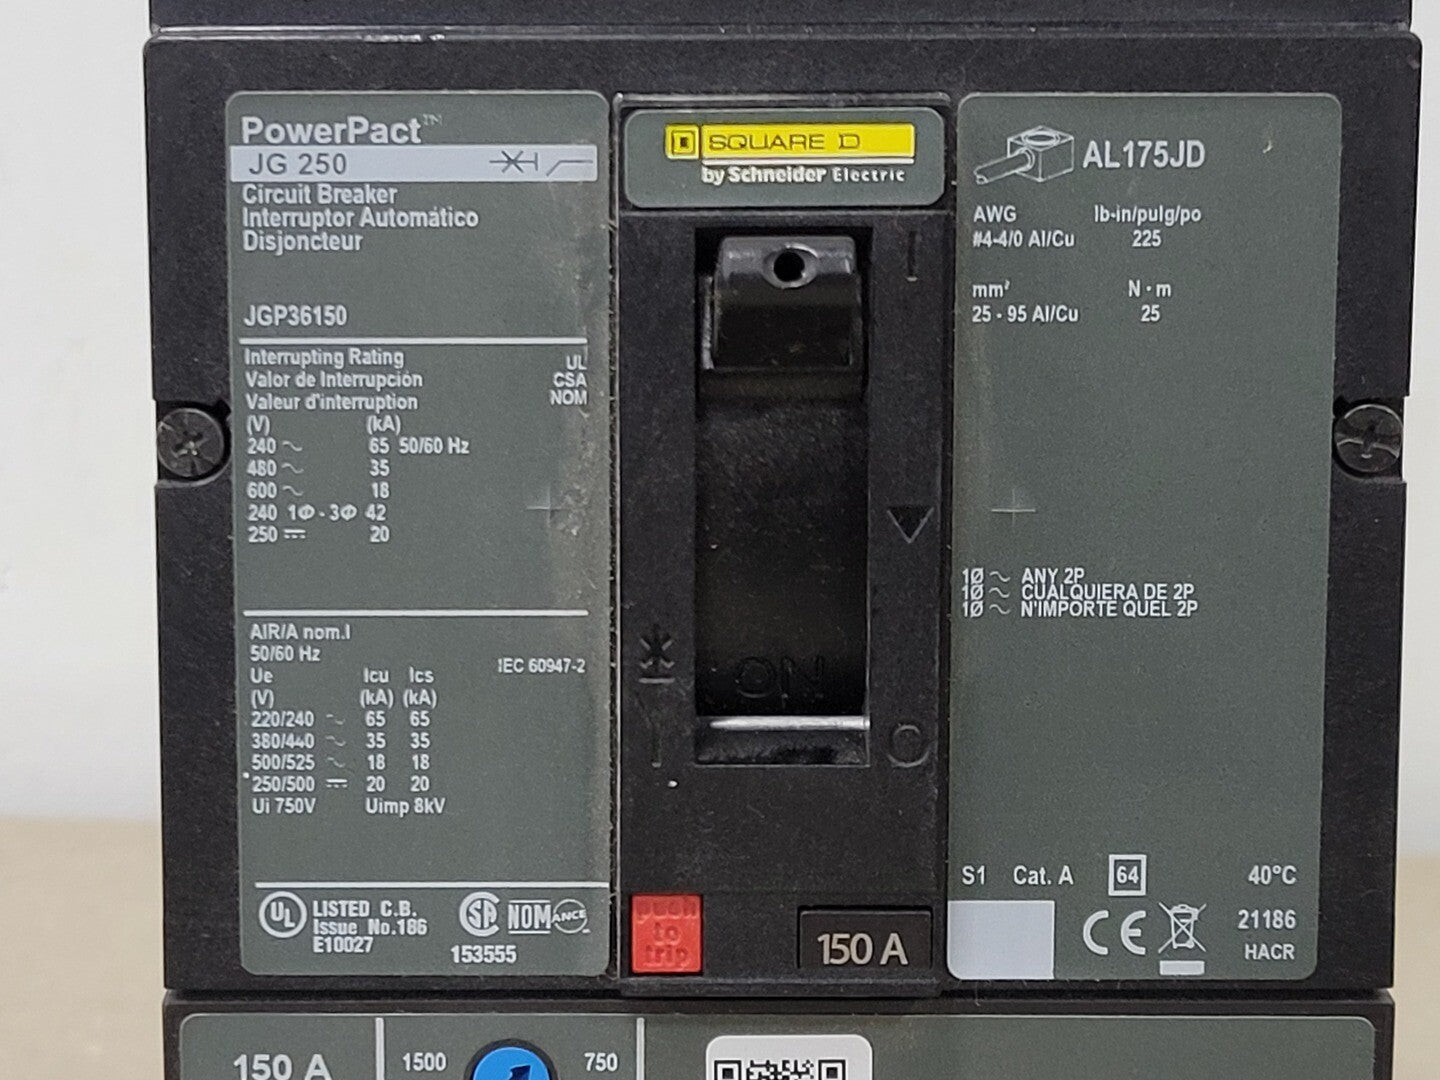 PowerPact™
JG 250
Circuit Breaker
Interruptor Automático
Disjoncteur
JGP36150
Interrupting Rating
Valor de Interrupción
Valeur d'interruption
UL
CSA
NOM
(V) (kA)
240 ~ 65 50/60 Hz
480 ~ 35
600 ~ 18
240 1Φ - 3Φ 42
250 ⎓ 20
AIR/A nom.I
50/60 Hz
IEC 60947-2
Ue Icu Ics
(V) (kA) (kA)
220/240 ~ 65 65
380/440 ~ 35 35
500/525 ~ 18 18
250/500 ⎓ 20 20
Ui 750V Uimp 8kV
UL
LISTED C.B.
Issue No.186
E10027
SA
NOM ANCE
153555
SQUARE D
by Schneider Electric
I
ON
O
push
to
trip
150 A
AL175JD
AWG lb-in/pulg/po
#4-4/0 Al/Cu 225
mm² N·m
25 - 95 Al/Cu 25
1Ø ~ ANY 2P
1Ø ~ CUALQUIERA DE 2P
1Ø ~ N'IMPORTE QUEL 2P
S1 Cat. A 64 40°C
CE
21186
HACR
150 A
1500 750